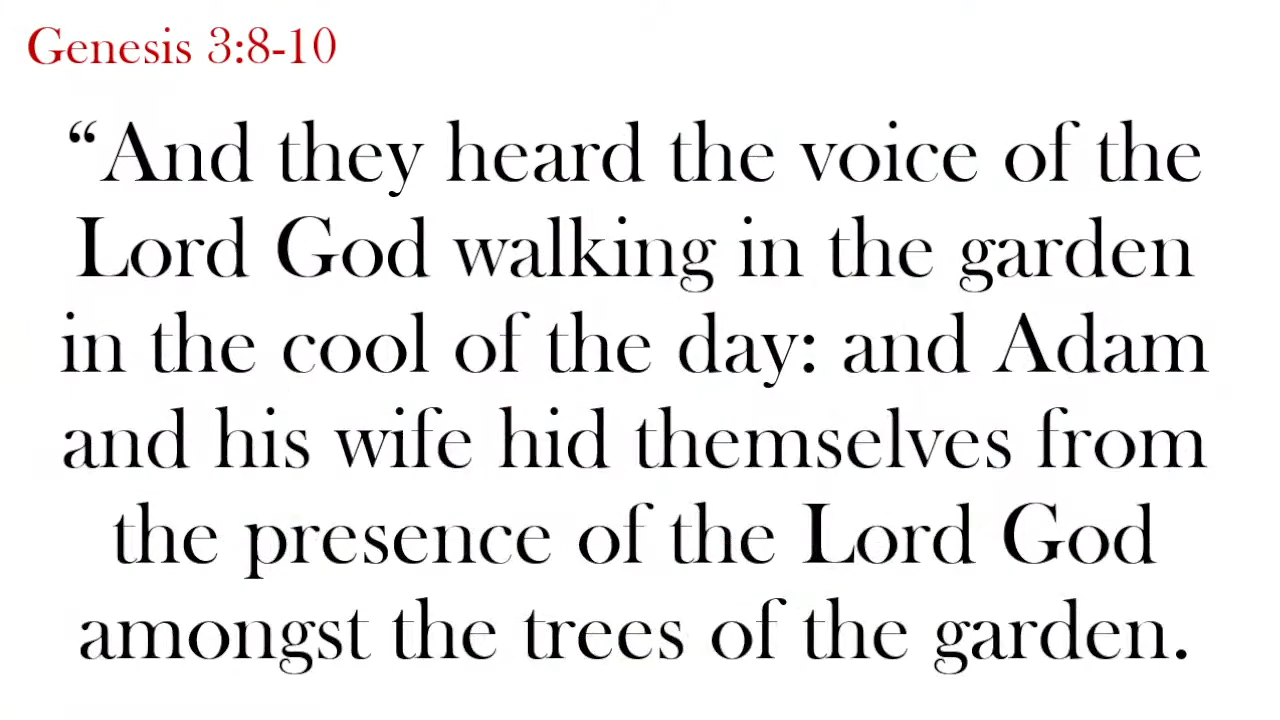 Genesis 3:8-10
“And they heard the voice of the
Lord God walking in the garden
in the cool of the day: and Adam
and his wife hid themselves from
the presence of the Lord God
amongst the trees of the garden.